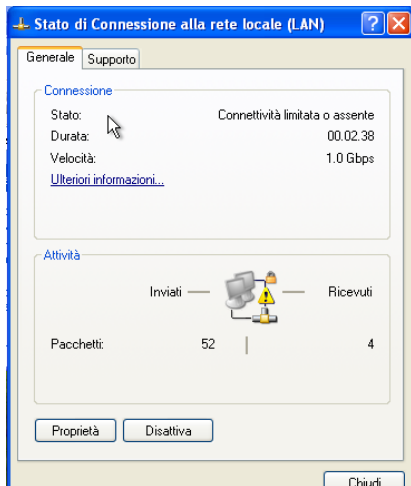 Stato di Connessione alla rete locale (LAN)
Generale Supporto
Connessione
Stato: Connettività limitata o assente
Durata: 00.02.38
Velocità: 1.0 Gbps
Ulteriori informazioni...
Attività
Inviati Ricevuti
Pacchetti: 52 4
Proprietà Disattiva
Chiudi